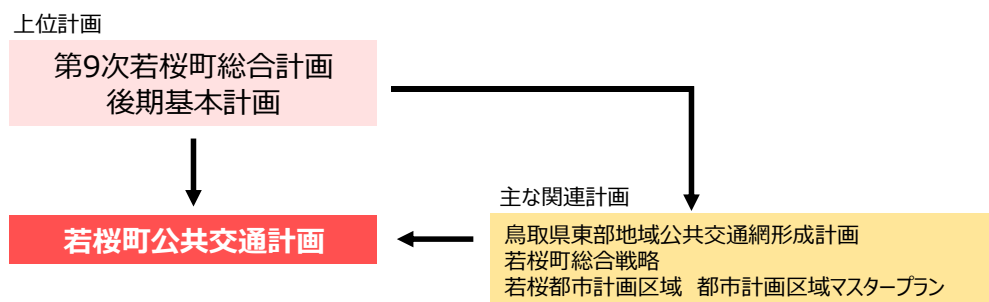 上位計画
第9次若桜町総合計画
後期基本計画
若桜町公共交通計画
主な関連計画
鳥取県東部地域公共交通網形成計画
若桜町総合戦略
若桜都市計画区域 都市計画区域マスタープラン